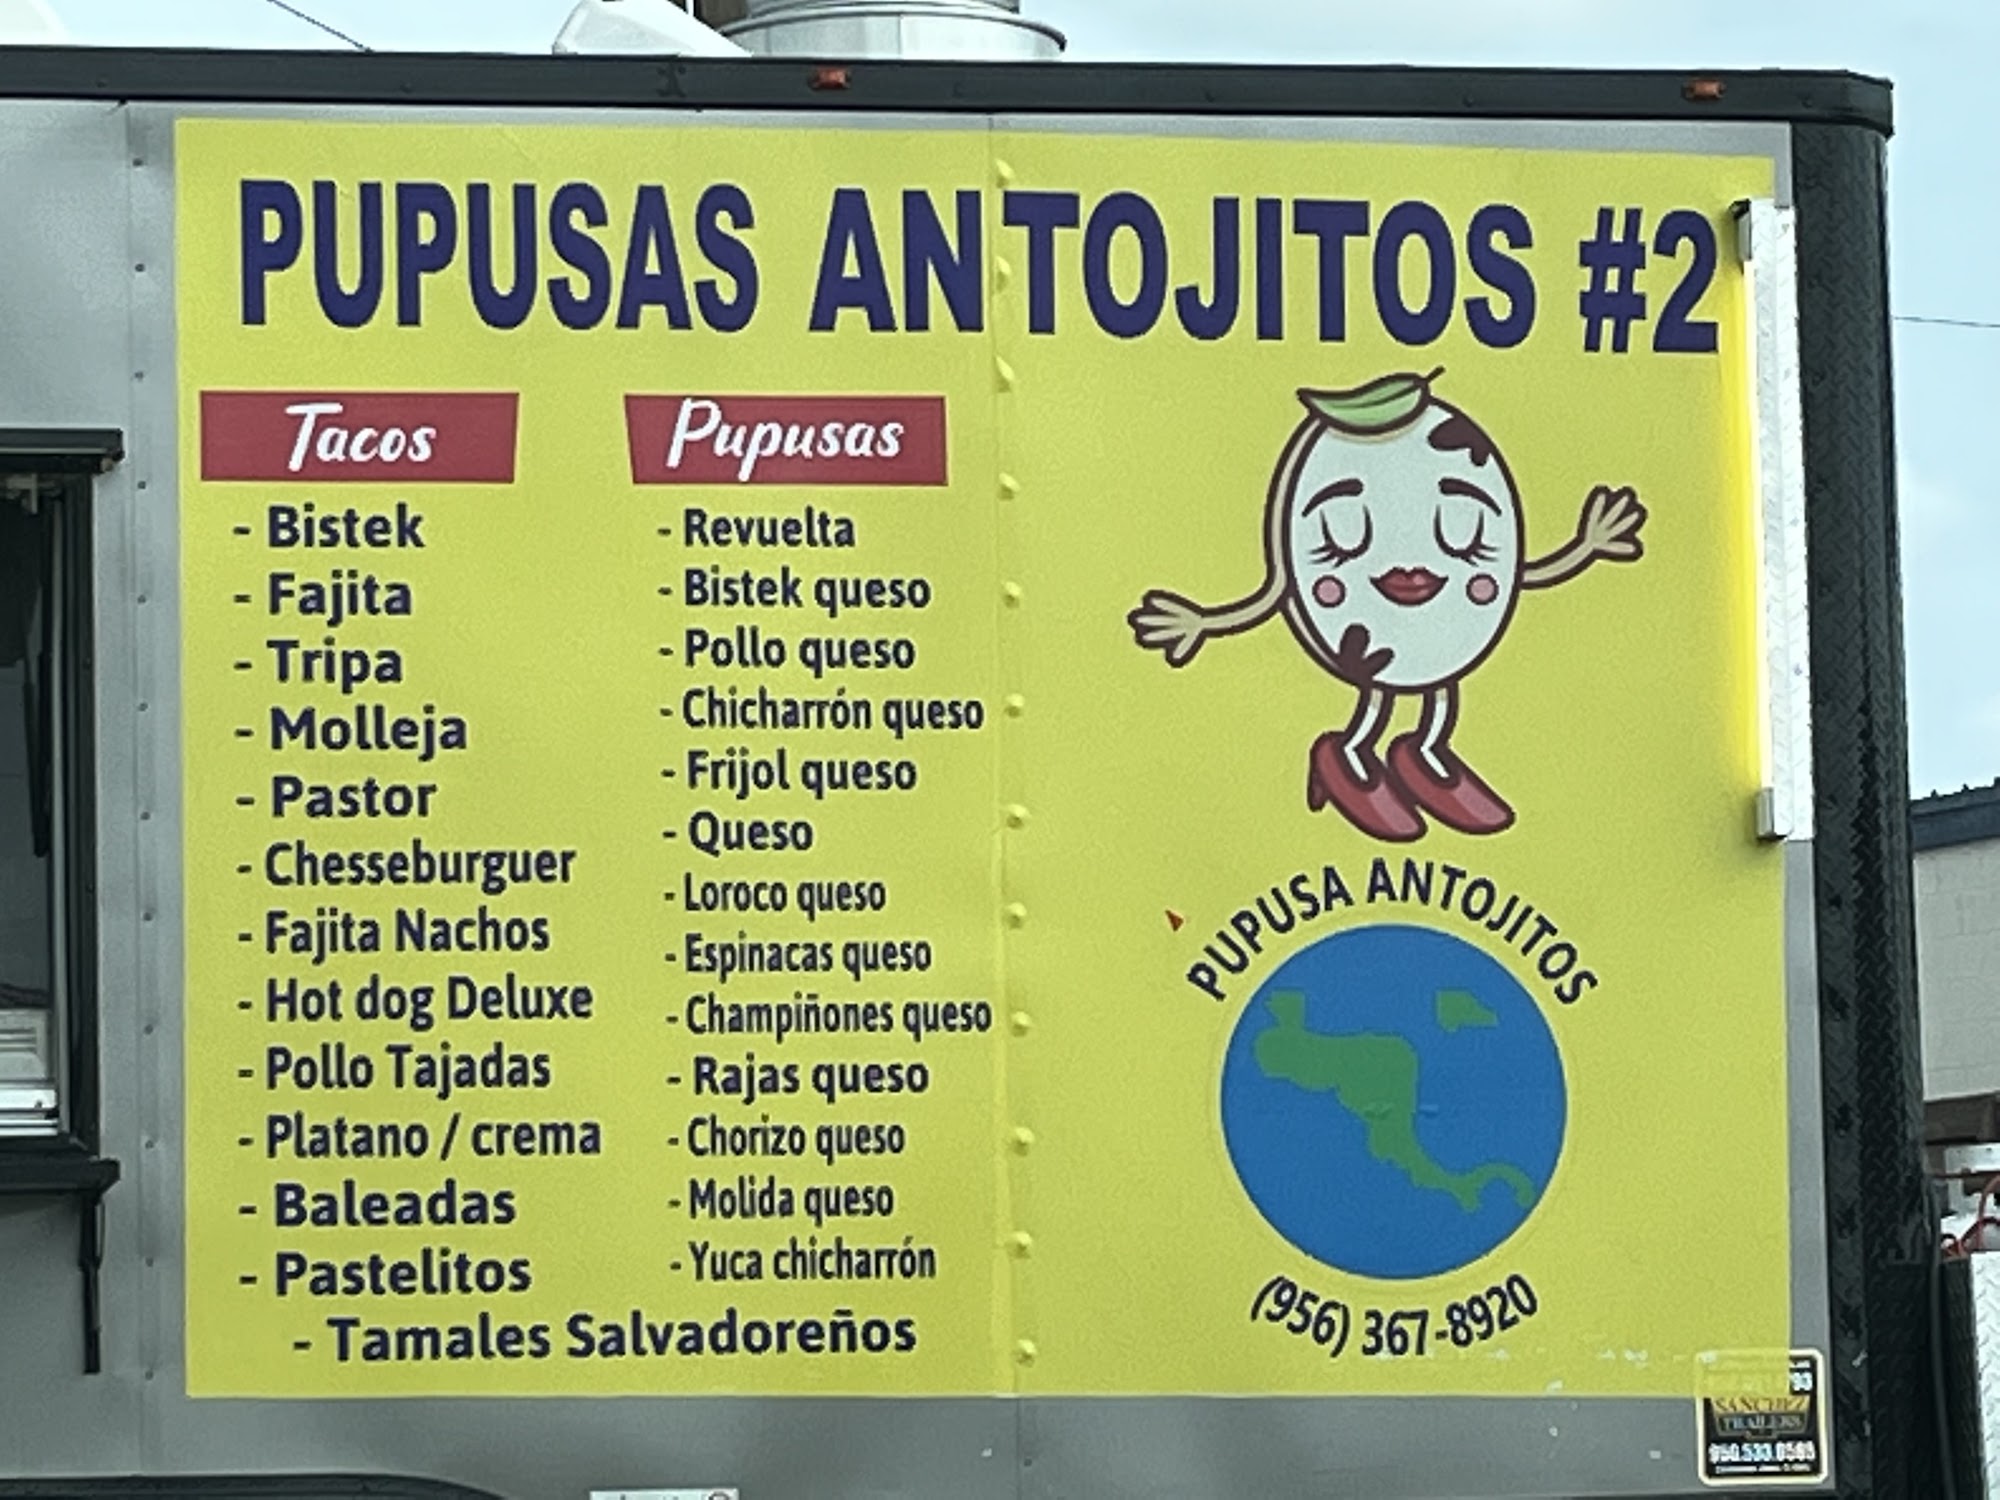 PUPUSAS ANTOJITOS #2
Tacos
- Bistek
- Fajita
- Tripa
- Molleja
- Pastor
- Chesseburguer
- Fajita Nachos
- Hot dog Deluxe
- Pollo Tajadas
- Platano / crema
- Baleadas
- Pastelitos
- Tamales Salvadoreños
Pupusas
- Revuelta
- Bistek queso
- Pollo queso
- Chicharrón queso
- Frijol queso
- Queso
- Loroco queso
- Espinacas queso
- Champiñones queso
- Rajas queso
- Chorizo queso
- Molida queso
- Yuca chicharrón
PUPUSA ANTOJITOS
(956) 367-8920
SANCHEZ
TRAILERS